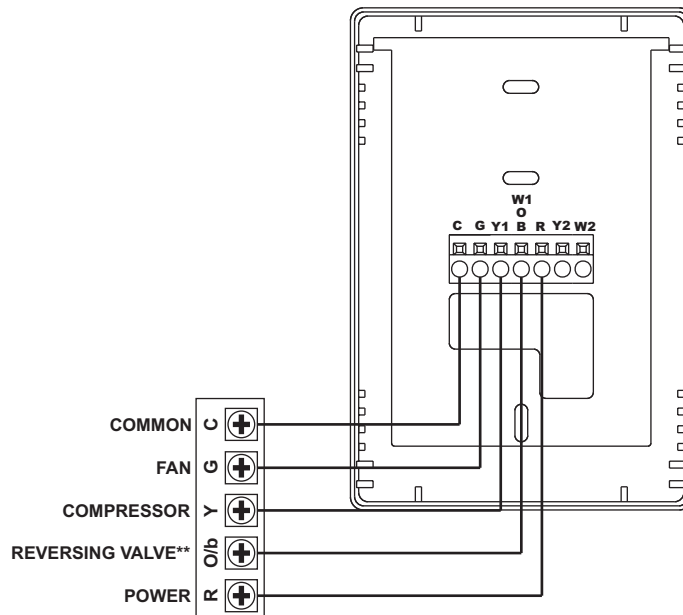 W1
O
C G Y1 B R Y2 W2
COMMON C
FAN G
COMPRESSOR Y
REVERSING VALVE** O/b
POWER R